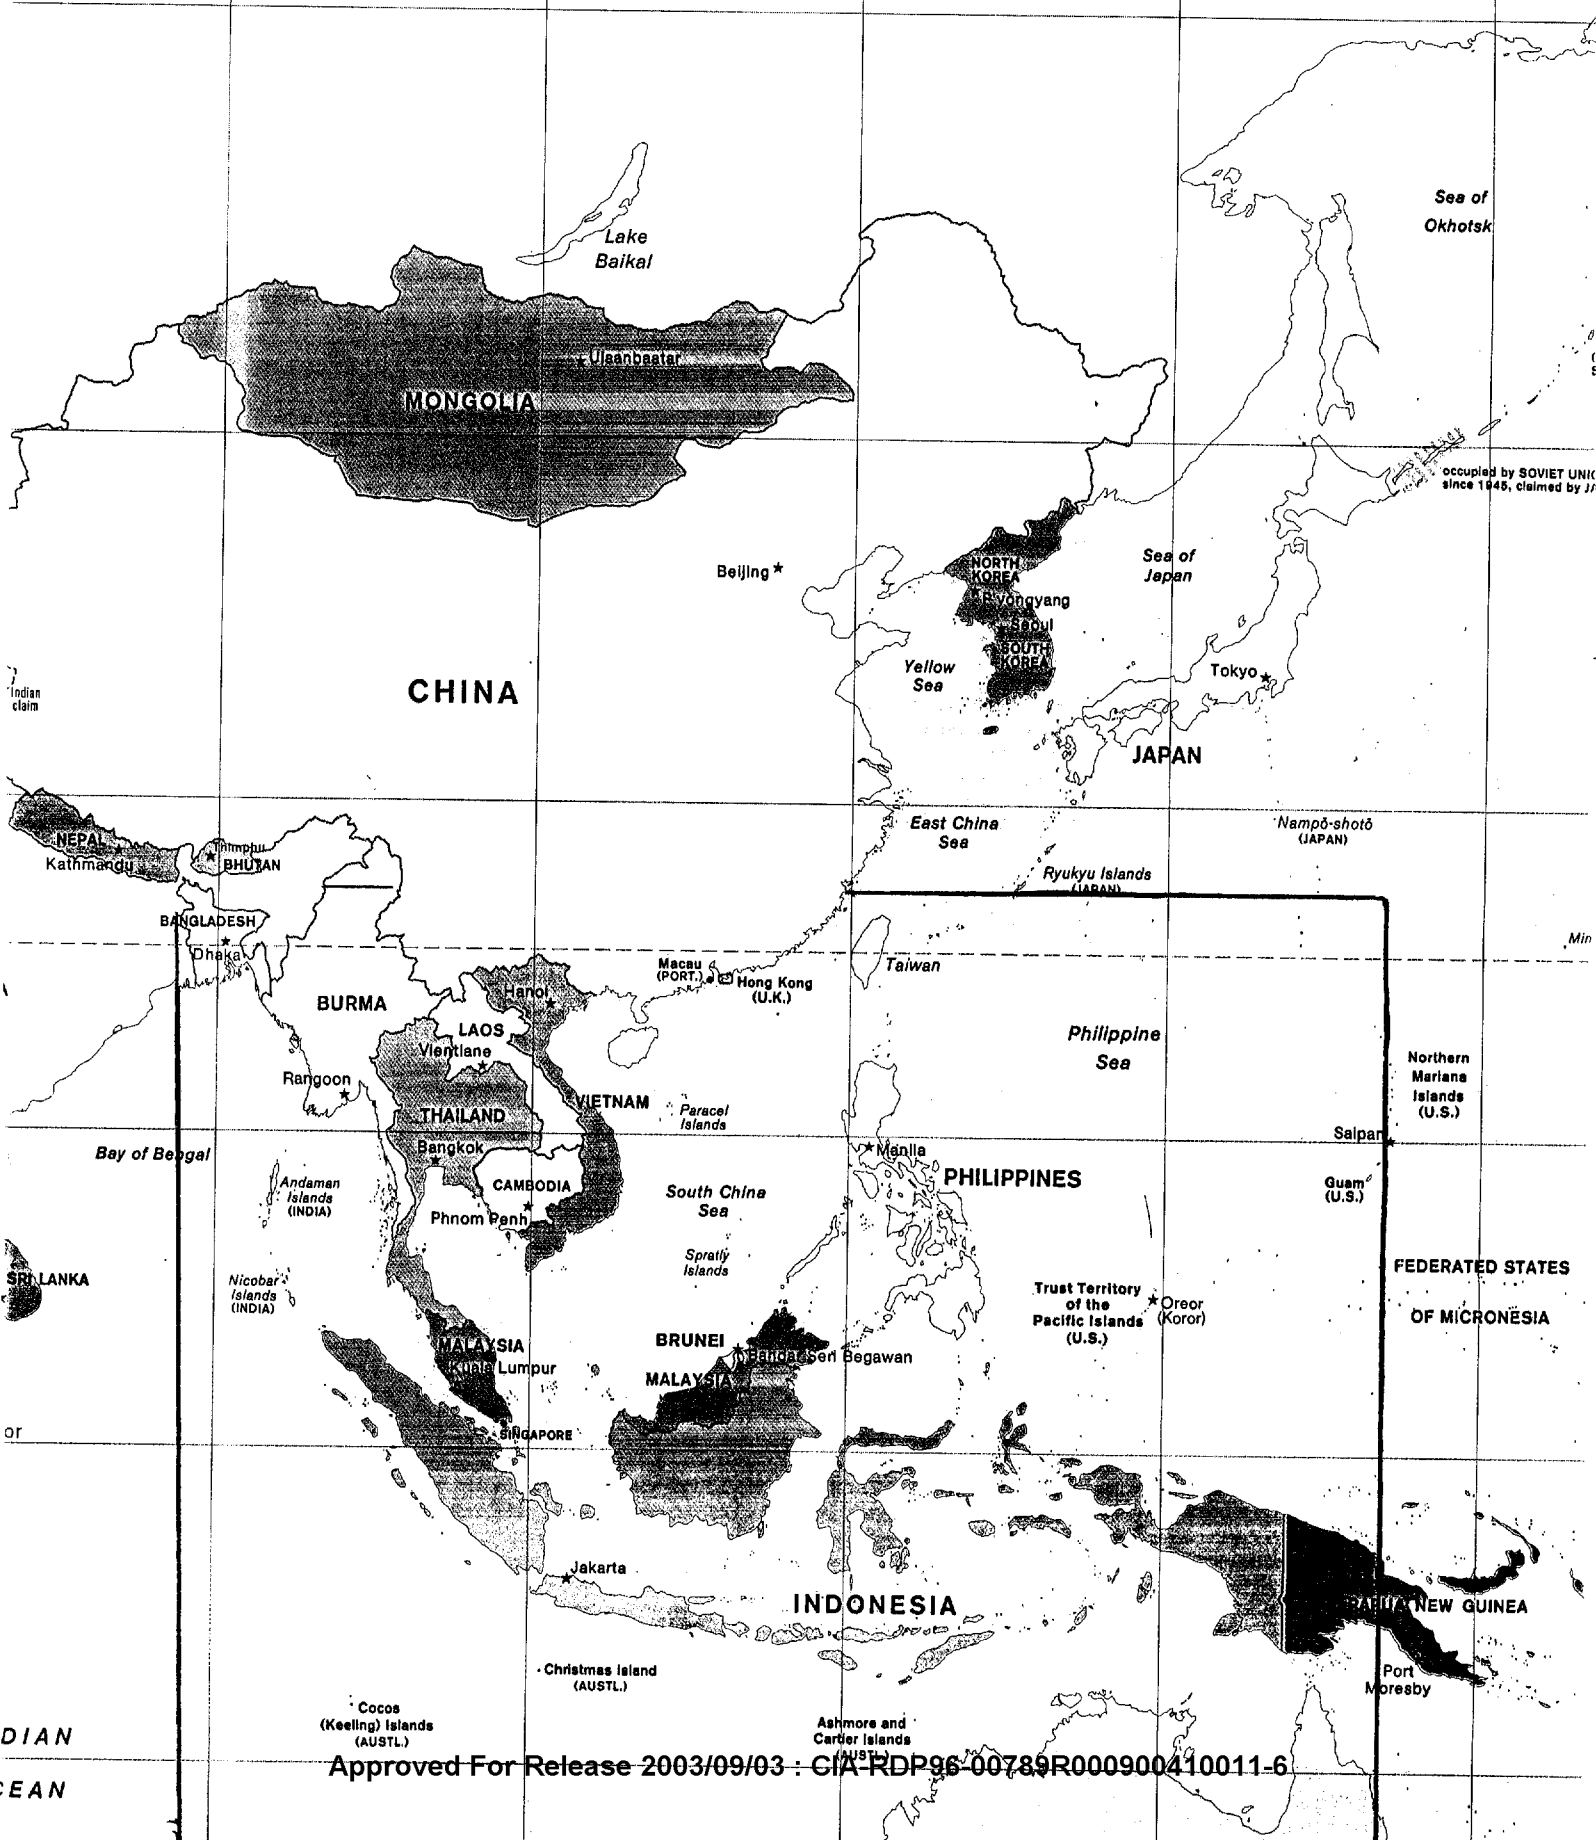 Sea of
Okhotsk
Lake
Baikal
Ulaanbaatar
MONGOLIA
occupied by SOVIET
since 1945, claimed by
Beijing
NORTH
KOREA
P'yongyang
Seoul
SOUTH
KOREA
Sea of
Japan
Yellow
Sea
Tokyo
Indian
claim
CHINA
JAPAN
NEPAL
Kathmandu
Thimphu
BHUTAN
East China
Sea
Nampō-shotō
(JAPAN)
Ryukyu Islands
(JAPAN)
BANGLADESH
Dhaka
Macau
(PORT.)
Hong Kong
(U.K.)
Taiwan
Min
BURMA
Hanoi
LAOS
Vientiane
Rangoon
THAILAND
Bangkok
VIETNAM
Paracel
Islands
Philippine
Sea
Northern
Mariana
Islands
(U.S.)
Saipan
Bay of Bengal
Manila
PHILIPPINES
Andaman
Islands
(INDIA)
CAMBODIA
Phnom Penh
South China
Sea
Guam
(U.S.)
Spratly
Islands
SRI LANKA
Nicobar
Islands
(INDIA)
Trust Territory
of the
Pacific Islands
(U.S.)
Oreor
(Koror)
FEDERATED STATES
OF MICRONESIA
MALAYSIA
Kuala Lumpur
BRUNEI
Bandar Seri Begawan
MALAYSIA
SINGAPORE
or
Jakarta
INDONESIA
PAPUA NEW GUINEA
Port
Moresby
Christmas Island
(AUSTL.)
Cocos
(Keeling) Islands
(AUSTL.)
Ashmore and
Cartier Islands
(AUSTL.)
DIAN
CEAN
Approved For Release 2003/09/03 : CIA-RDP96-00789R000900410011-6